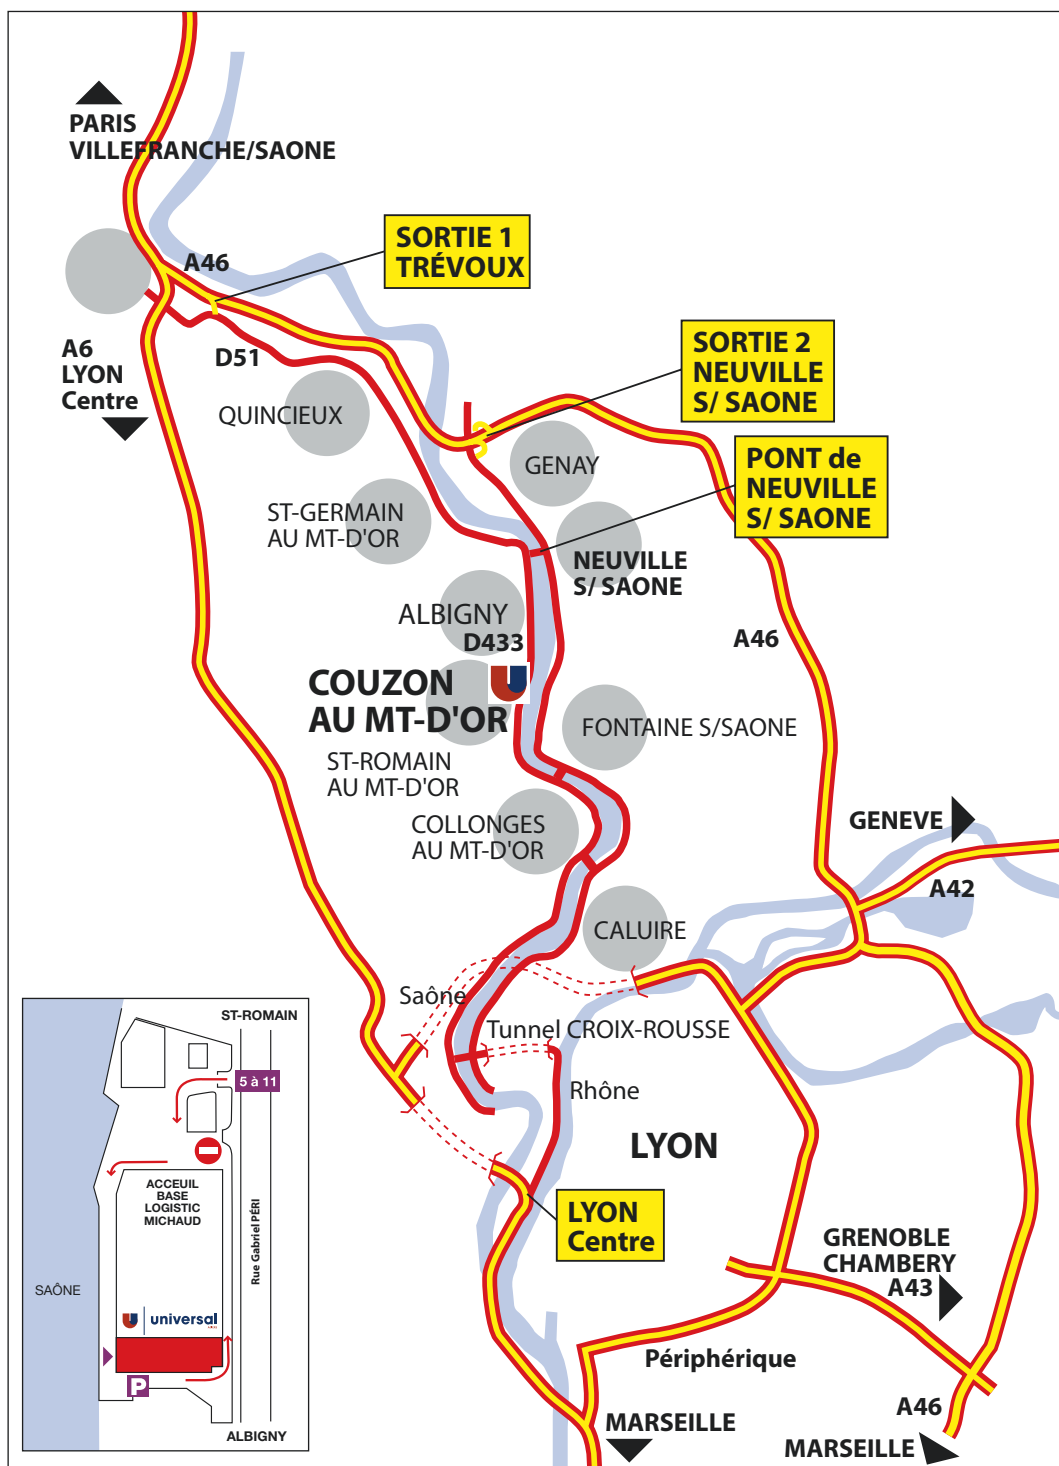 PARIS
VILLEFRANCHE/SAONE
SORTIE 1
TRÉVOUX
A46
A6
LYON
Centre
D51
SORTIE 2
NEUVILLE
S/ SAONE
QUINCIEUX
GENAY
PONT de
NEUVILLE
S/ SAONE
ST-GERMAIN
AU MT-D'OR
NEUVILLE
S/ SAONE
ALBIGNY
D433
A46
COUZON
AU MT-D'OR
FONTAINE S/SAONE
ST-ROMAIN
AU MT-D'OR
COLLONGES
AU MT-D'OR
GENEVE
A42
CALUIRE
Saône
Tunnel CROIX-ROUSSE
Rhône
LYON
LYON
Centre
GRENOBLE
CHAMBERY
A43
Périphérique
A46
MARSEILLE
MARSEILLE
ST-ROMAIN
5 à 11
ACCEUIL
BASE
LOGISTIC
MICHAUD
Rue Gabriel PÉRI
SAÔNE
universal
P
ALBIGNY